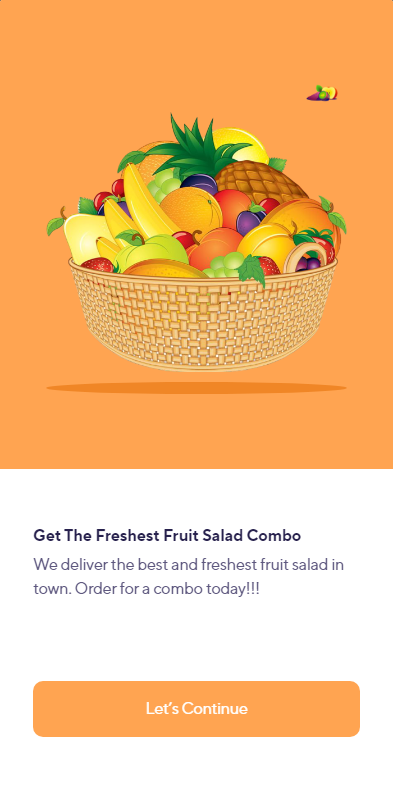 Get The Freshest Fruit Salad Combo
We deliver the best and freshest fruit salad in
town. Order for a combo today!!!
Let’s Continue